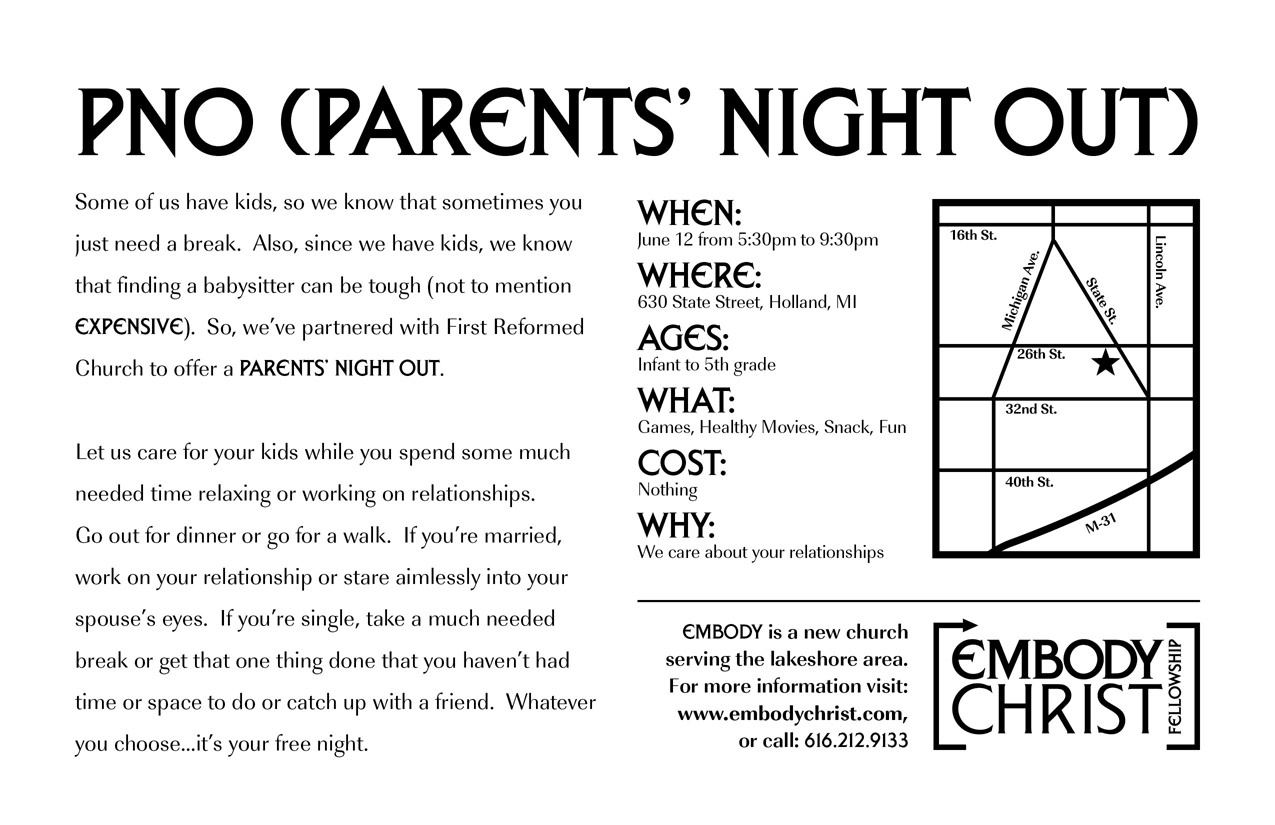 PNO (PARENTS’ NIGHT OUT)
Some of us have kids, so we know that sometimes you
just need a break.  Also, since we have kids, we know
that finding a babysitter can be tough (not to mention
EXPENSIVE).  So, we’ve partnered with First Reformed
Church to offer a PARENTS’ NIGHT OUT.
Let us care for your kids while you spend some much
needed time relaxing or working on relationships.
Go out for dinner or go for a walk.  If you’re married,
work on your relationship or stare aimlessly into your
spouse’s eyes.  If you’re single, take a much needed
break or get that one thing done that you haven’t had
time or space to do or catch up with a friend.  Whatever
you choose...it’s your free night.
WHEN:
June 12 from 5:30pm to 9:30pm
WHERE:
630 State Street, Holland, MI
AGES:
Infant to 5th grade
WHAT:
Games, Healthy Movies, Snack, Fun
COST:
Nothing
WHY:
We care about your relationships
16th St.
Michigan Ave.
State St.
Lincoln Ave.
26th St.
32nd St.
40th St.
M-31
EMBODY is a new church
serving the lakeshore area.
For more information visit:
www.embodychrist.com,
or call: 616.212.9133
EMBODY
CHRIST
FELLOWSHIP